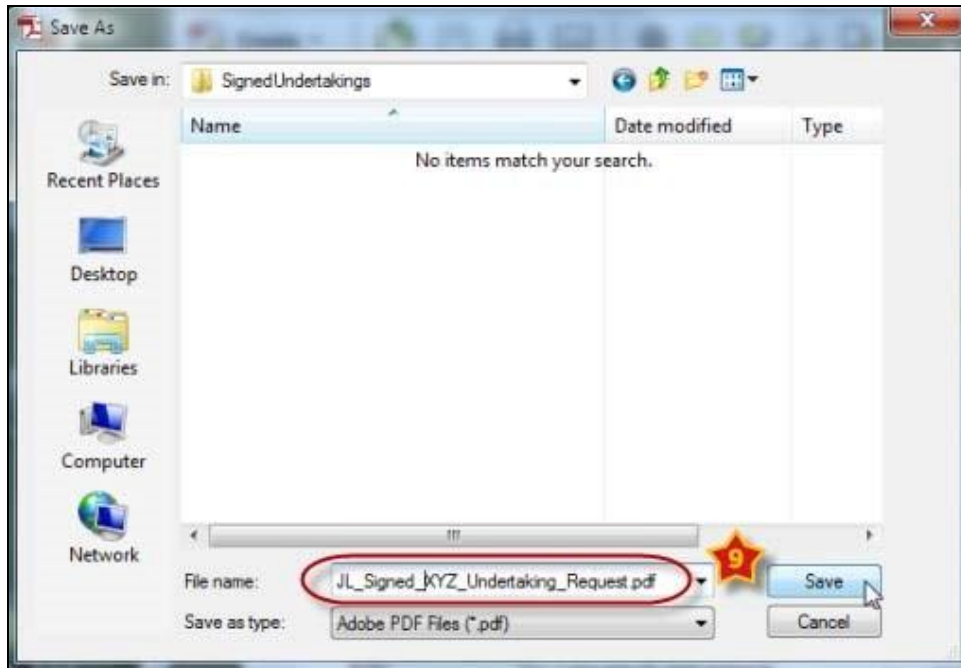 Save As
Save in: SignedUndertakings
Name Date modified Type
No items match your search.
Recent Places
Desktop
Libraries
Computer
Network
9
File name: JL_Signed_XYZ_Undertaking_Request.pdf Save
Save as type: Adobe PDF Files (*.pdf) Cancel